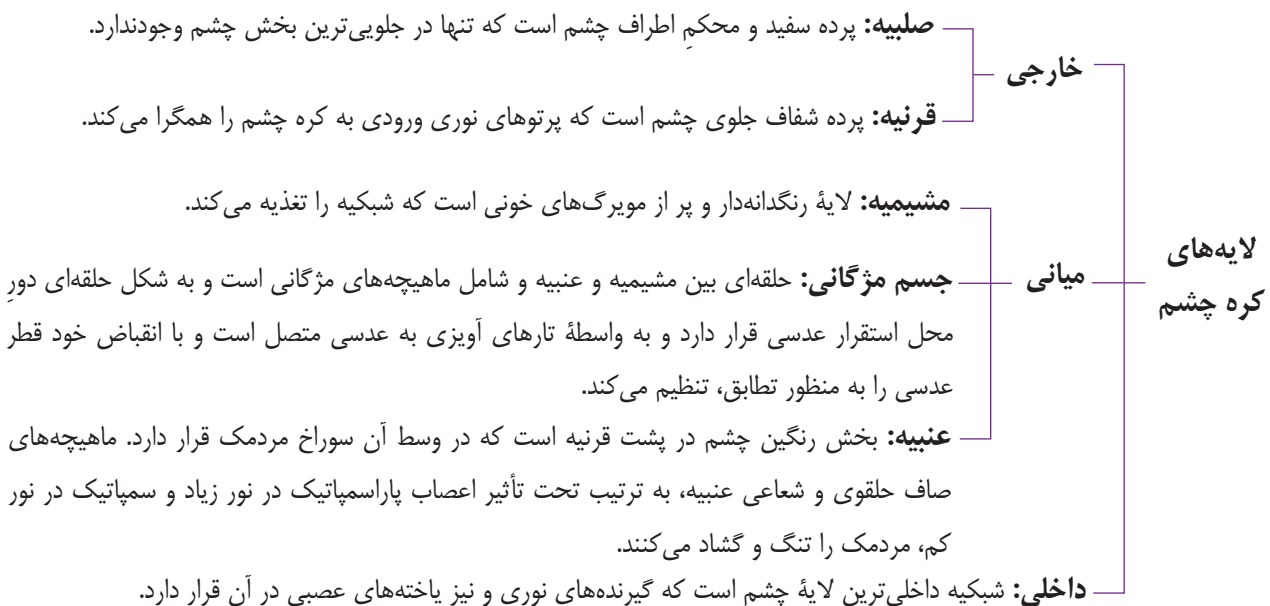 لایه‌های
کره چشم
خارجی
صلبیه: پرده سفید و محکمِ اطراف چشم است که تنها در جلویی‌ترین بخش چشم وجودندارد.
قرنیه: پرده شفاف جلوی چشم است که پرتوهای نوری ورودی به کره چشم را همگرا می‌کند.
میانی
مشیمیه: لایهٔ رنگدانه‌دار و پر از مویرگ‌های خونی است که شبکیه را تغذیه می‌کند.
جسم مژگانی: حلقه‌ای بین مشیمیه و عنبیه و شامل ماهیچه‌های مژگانی است و به شکل حلقه‌ای دورِ
محل استقرار عدسی قرار دارد و به واسطهٔ تارهای آویزی به عدسی متصل است و با انقباض خود قطر
عدسی را به منظور تطابق، تنظیم می‌کند.
عنبیه: بخش رنگین چشم در پشت قرنیه است که در وسط آن سوراخ مردمک قرار دارد. ماهیچه‌های
صاف حلقوی و شعاعی عنبیه، به ترتیب تحت تأثیر اعصاب پاراسمپاتیک در نور زیاد و سمپاتیک در نور
کم، مردمک را تنگ و گشاد می‌کنند.
داخلی: شبکیه داخلی‌ترین لایهٔ چشم است که گیرنده‌های نوری و نیز یاخته‌های عصبی در آن قرار دارد.